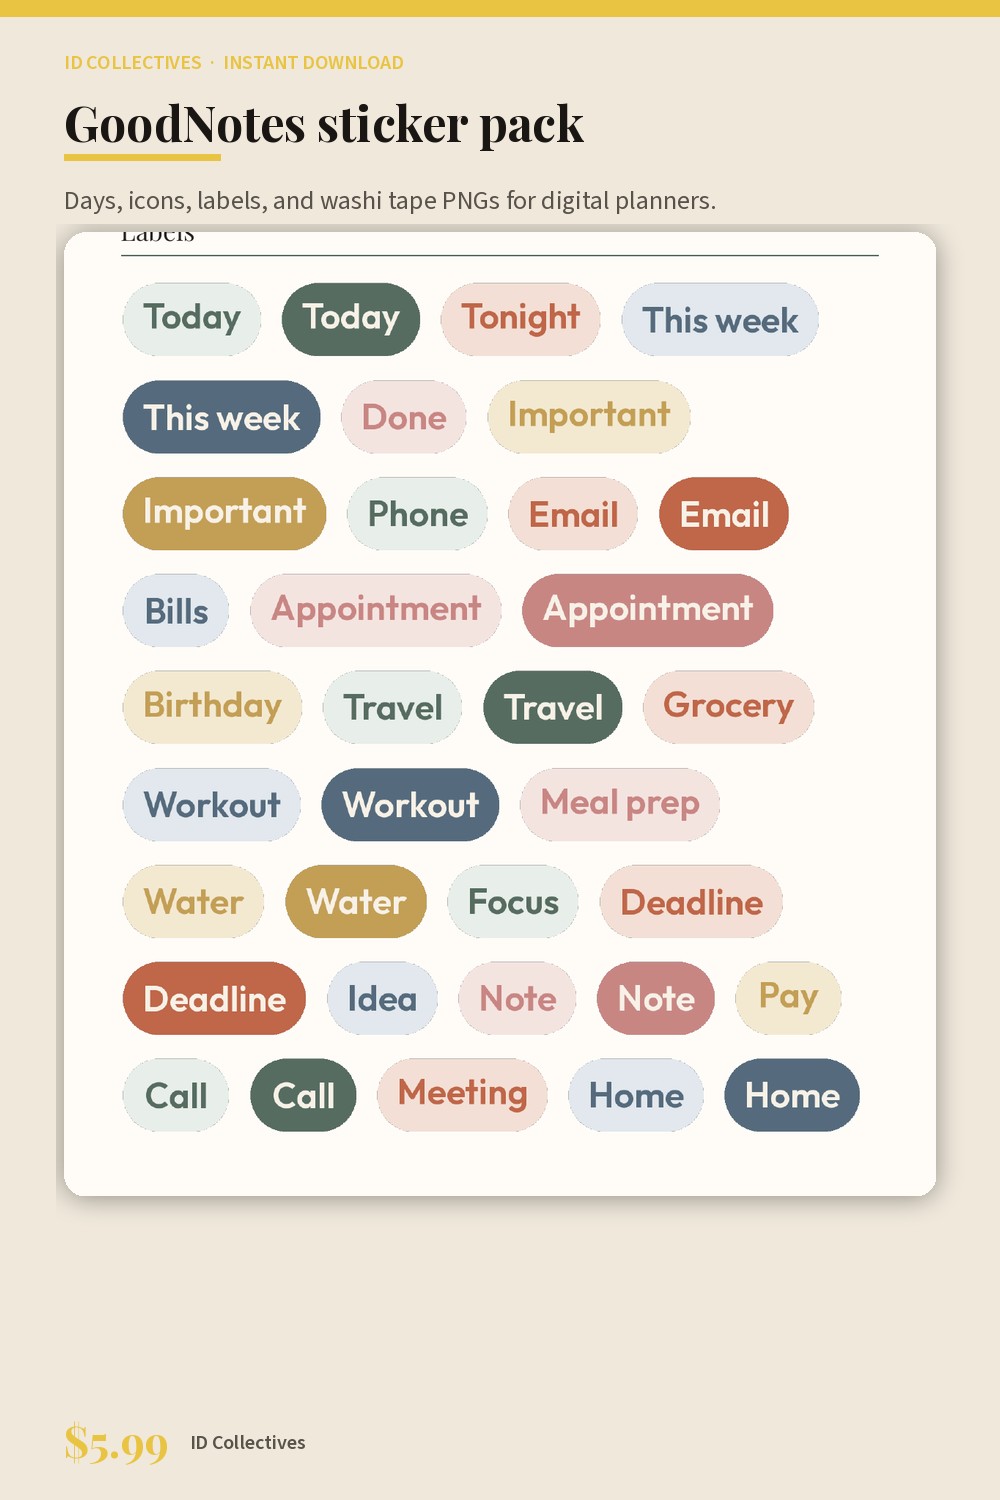 ID COLLECTIVES · INSTANT DOWNLOAD
GoodNotes sticker pack
Days, icons, labels, and washi tape PNGs for digital planners.
Labels
Today Today Tonight This week
This week Done Important
Important Phone Email Email
Bills Appointment Appointment
Birthday Travel Travel Grocery
Workout Workout Meal prep
Water Water Focus Deadline
Deadline Idea Note Note Pay
Call Call Meeting Home Home
$5.99 ID Collectives